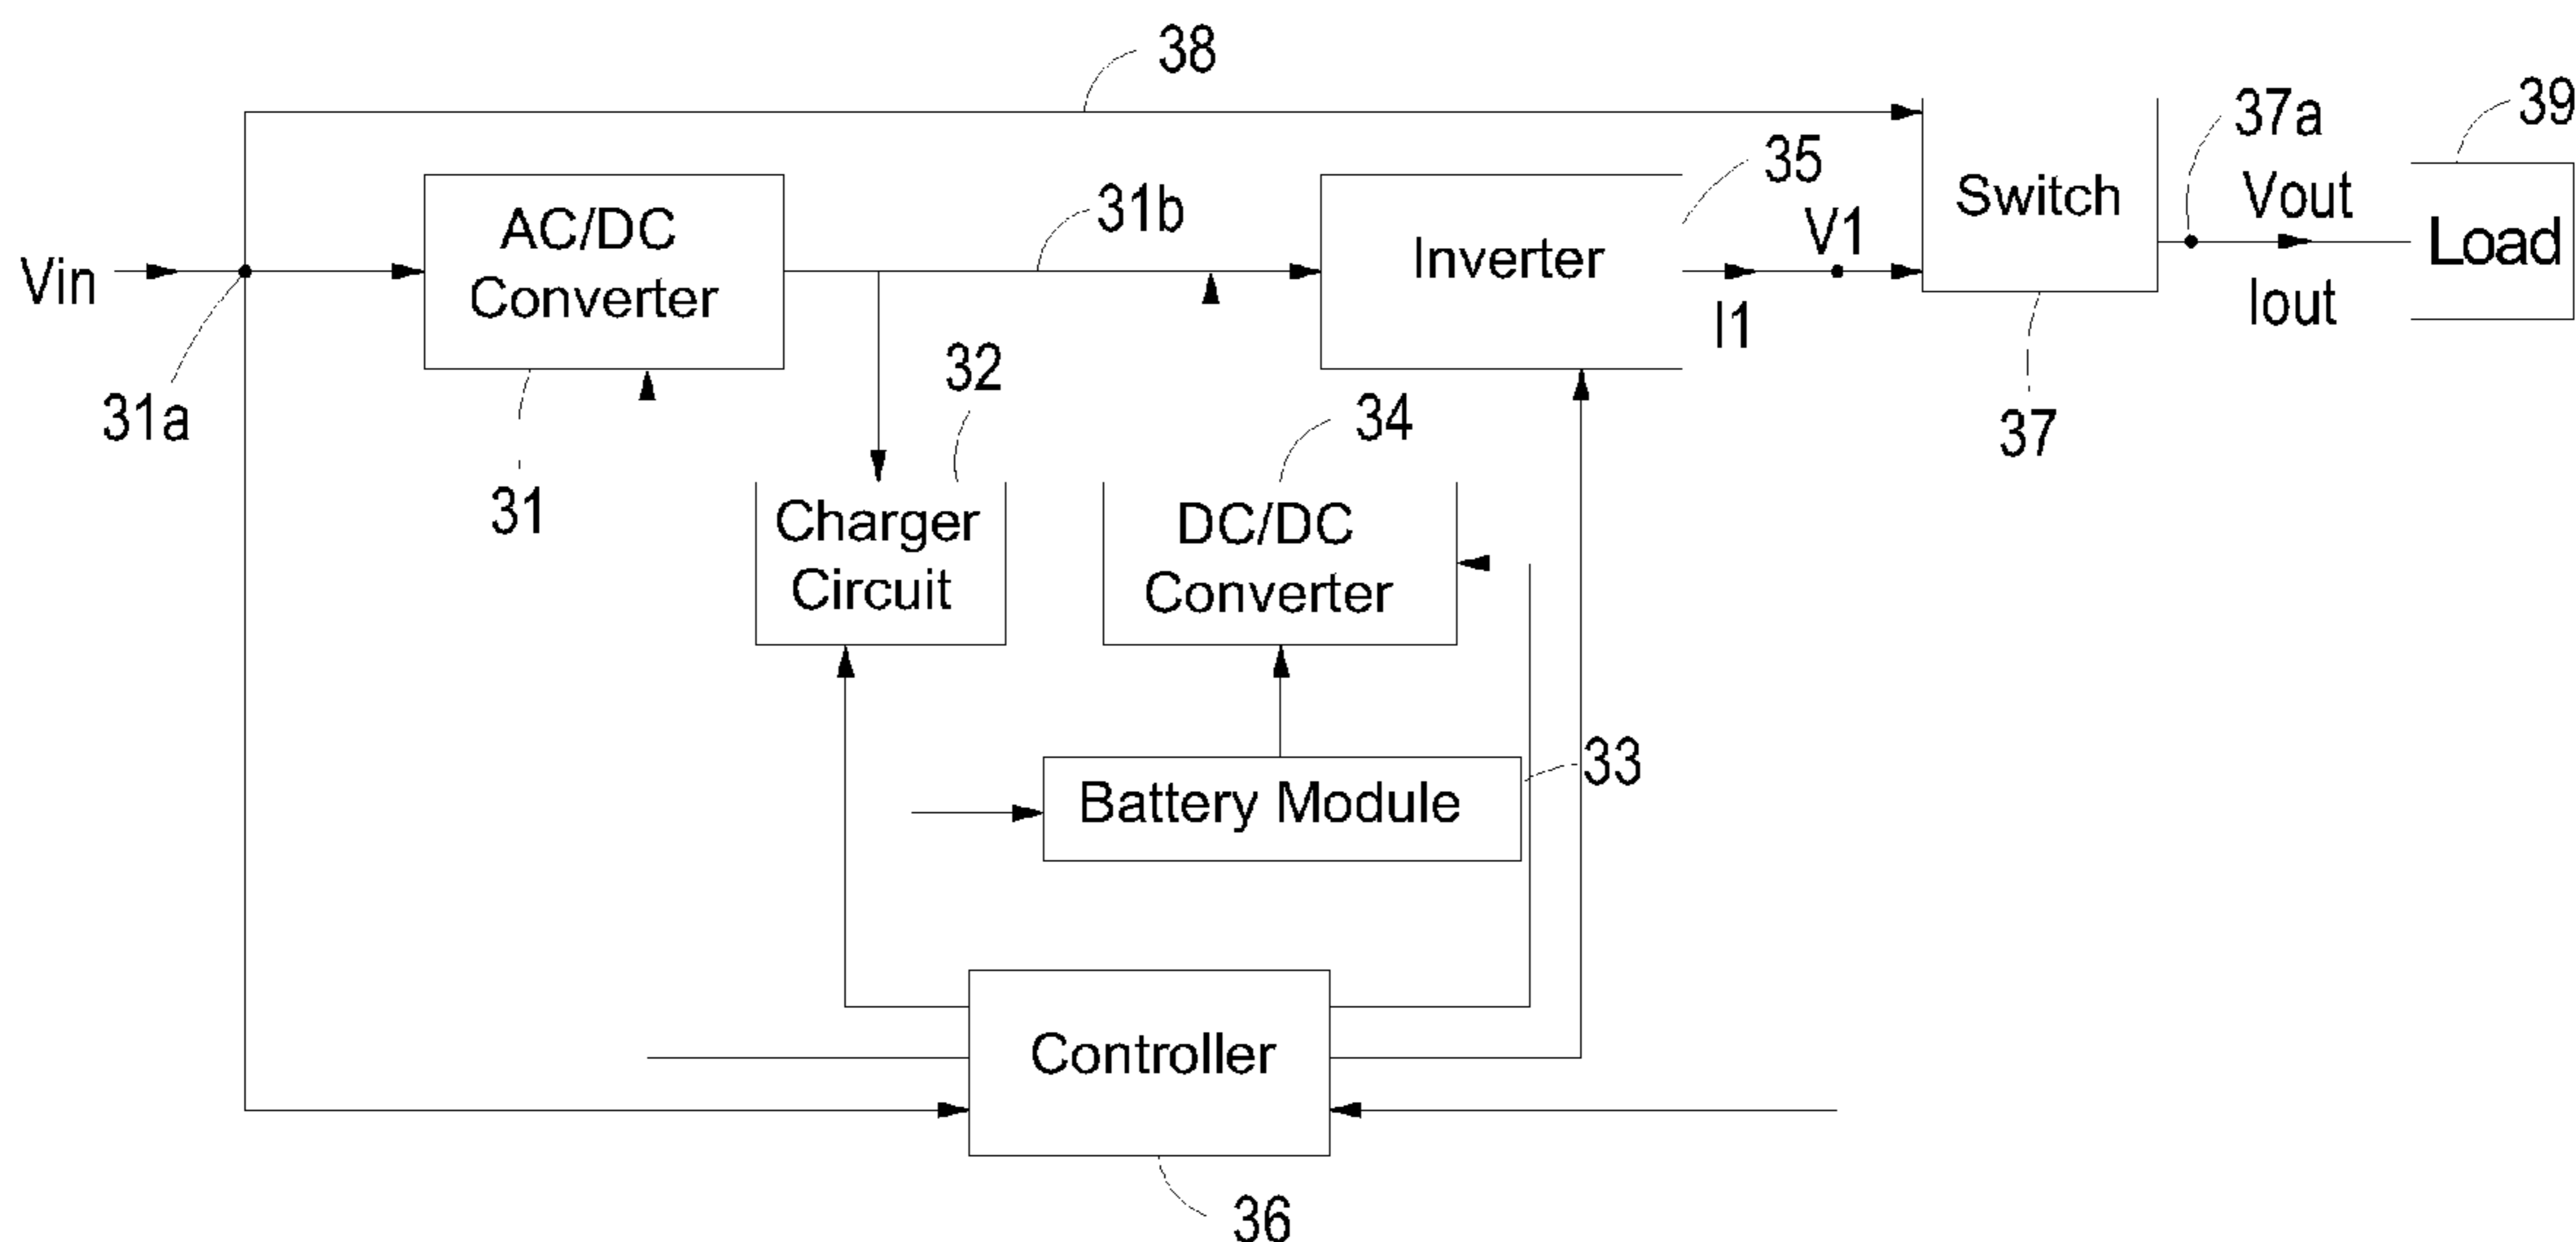 38
37a
39
35
AC/DC
Converter
31b
Inverter
V1
Switch
Vout
Load
Vin
I1
Iout
31a
32
34
37
31
Charger
Circuit
DC/DC
Converter
33
Battery Module
Controller
36